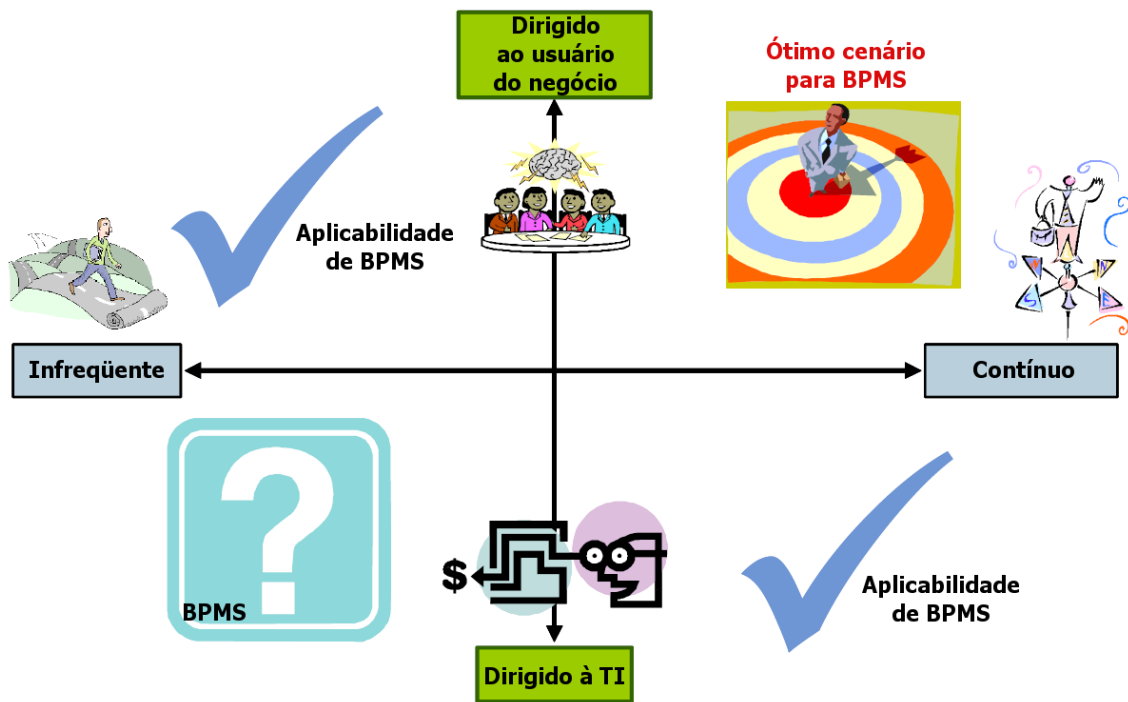 Dirigido
ao usuário
do negócio
Ótimo cenário
para BPMS
Aplicabilidade
de BPMS
Infreqüente
Contínuo
?
BPMS
$
Aplicabilidade
de BPMS
Dirigido à TI